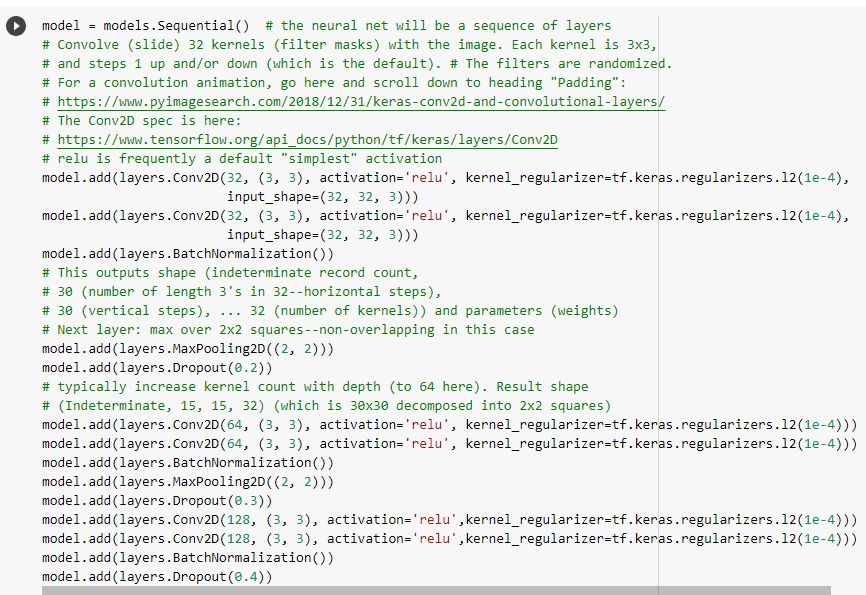 model = models.Sequential()  # the neural net will be a sequence of layers
# Convolve (slide) 32 kernels (filter masks) with the image. Each kernel is 3x3,
# and steps 1 up and/or down (which is the default). # The filters are randomized.
# For a convolution animation, go here and scroll down to heading "Padding":
# https://www.pyimagesearch.com/2018/12/31/keras-conv2d-and-convolutional-layers/
# The Conv2D spec is here:
# https://www.tensorflow.org/api_docs/python/tf/keras/layers/Conv2D
# relu is frequently a default "simplest" activation
model.add(layers.Conv2D(32, (3, 3), activation='relu', kernel_regularizer=tf.keras.regularizers.l2(1e-4),
                        input_shape=(32, 32, 3)))
model.add(layers.Conv2D(32, (3, 3), activation='relu', kernel_regularizer=tf.keras.regularizers.l2(1e-4),
                        input_shape=(32, 32, 3)))
model.add(layers.BatchNormalization())
# This outputs shape (indeterminate record count,
# 30 (number of length 3's in 32--horizontal steps),
# 30 (vertical steps), ... 32 (number of kernels)) and parameters (weights)
# Next layer: max over 2x2 squares--non-overlapping in this case
model.add(layers.MaxPooling2D((2, 2)))
model.add(layers.Dropout(0.2))
# typically increase kernel count with depth (to 64 here). Result shape
# (Indeterminate, 15, 15, 32) (which is 30x30 decomposed into 2x2 squares)
model.add(layers.Conv2D(64, (3, 3), activation='relu', kernel_regularizer=tf.keras.regularizers.l2(1e-4)))
model.add(layers.Conv2D(64, (3, 3), activation='relu', kernel_regularizer=tf.keras.regularizers.l2(1e-4)))
model.add(layers.BatchNormalization())
model.add(layers.MaxPooling2D((2, 2)))
model.add(layers.Dropout(0.3))
model.add(layers.Conv2D(128, (3, 3), activation='relu',kernel_regularizer=tf.keras.regularizers.l2(1e-4)))
model.add(layers.Conv2D(128, (3, 3), activation='relu',kernel_regularizer=tf.keras.regularizers.l2(1e-4)))
model.add(layers.BatchNormalization())
model.add(layers.Dropout(0.4))